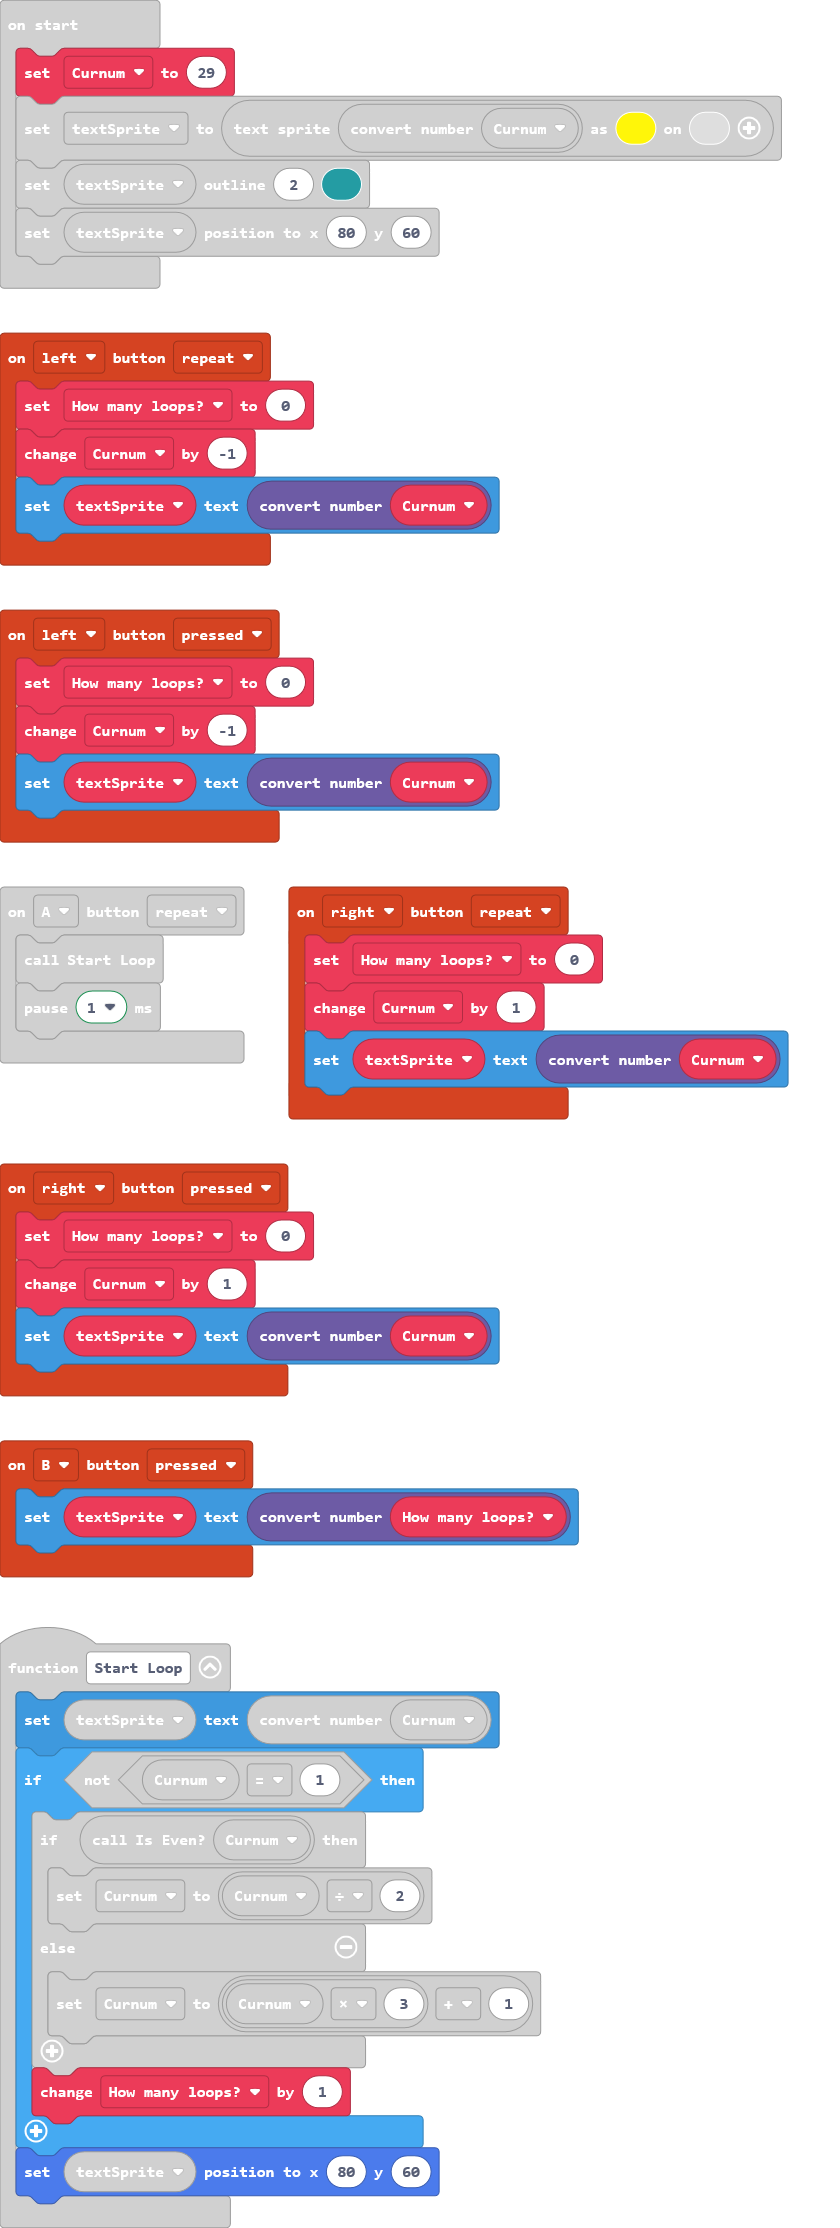 on start
set Curnum to 29
set textSprite to text sprite convert number Curnum as on
set textSprite outline 2
set textSprite position to x 80 y 60
on left button repeat
set How many loops? to 0
change Curnum by -1
set textSprite text convert number Curnum
on left button pressed
set How many loops? to 0
change Curnum by -1
set textSprite text convert number Curnum
on A button repeat
call Start Loop
pause 1 ms
on right button repeat
set How many loops? to 0
change Curnum by 1
set textSprite text convert number Curnum
on right button pressed
set How many loops? to 0
change Curnum by 1
set textSprite text convert number Curnum
on B button pressed
set textSprite text convert number How many loops?
function Start Loop
set textSprite text convert number Curnum
if not Curnum = 1 then
if call Is Even? Curnum then
set Curnum to Curnum ÷ 2
else
set Curnum to Curnum × 3 + 1
change How many loops? by 1
set textSprite position to x 80 y 60